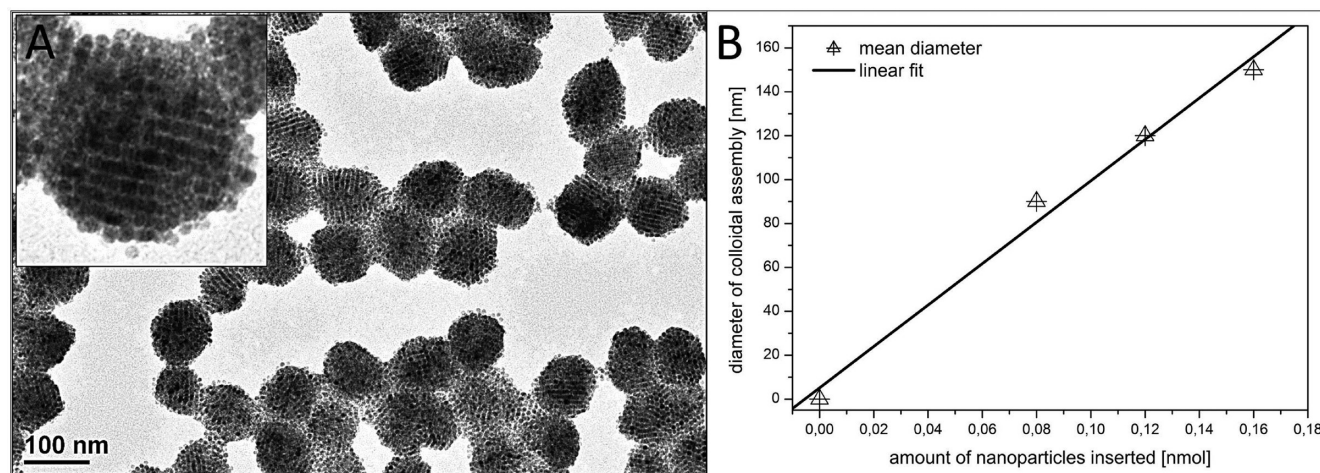 A
100 nm
B
mean diameter
linear fit
diameter of colloidal assembly [nm]
160
140
120
100
80
60
40
20
0
0,00 0,02 0,04 0,06 0,08 0,10 0,12 0,14 0,16 0,18
amount of nanoparticles inserted [nmol]